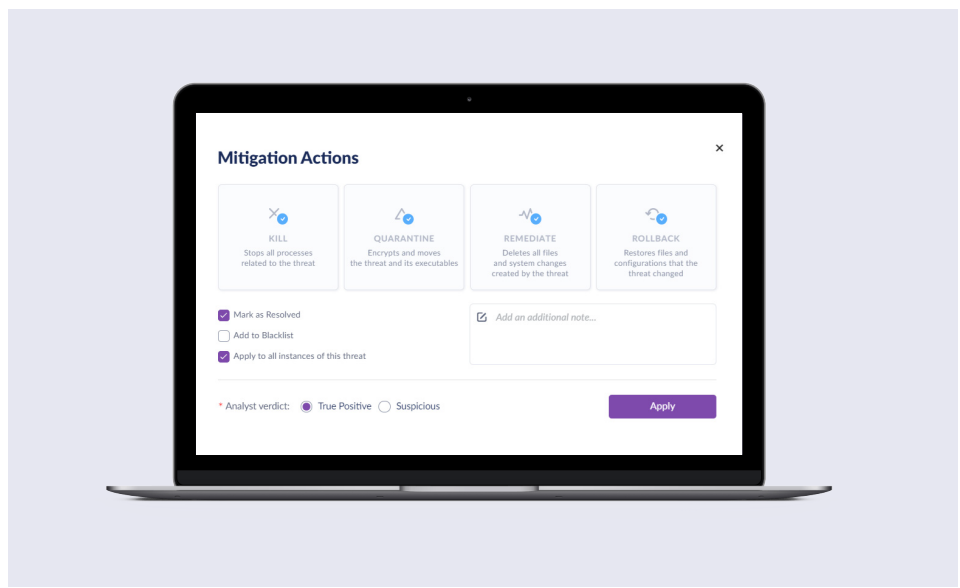 Mitigation Actions
KILL
Stops all processes
related to the threat
QUARANTINE
Encrypts and moves
the threat and its executables
REMEDIATE
Deletes all files
and system changes
created by the threat
ROLLBACK
Restores files and
configurations that the
threat changed
Mark as Resolved
Add to Blacklist
Apply to all instances of this threat
Add an additional note...
* Analyst verdict: True Positive Suspicious
Apply